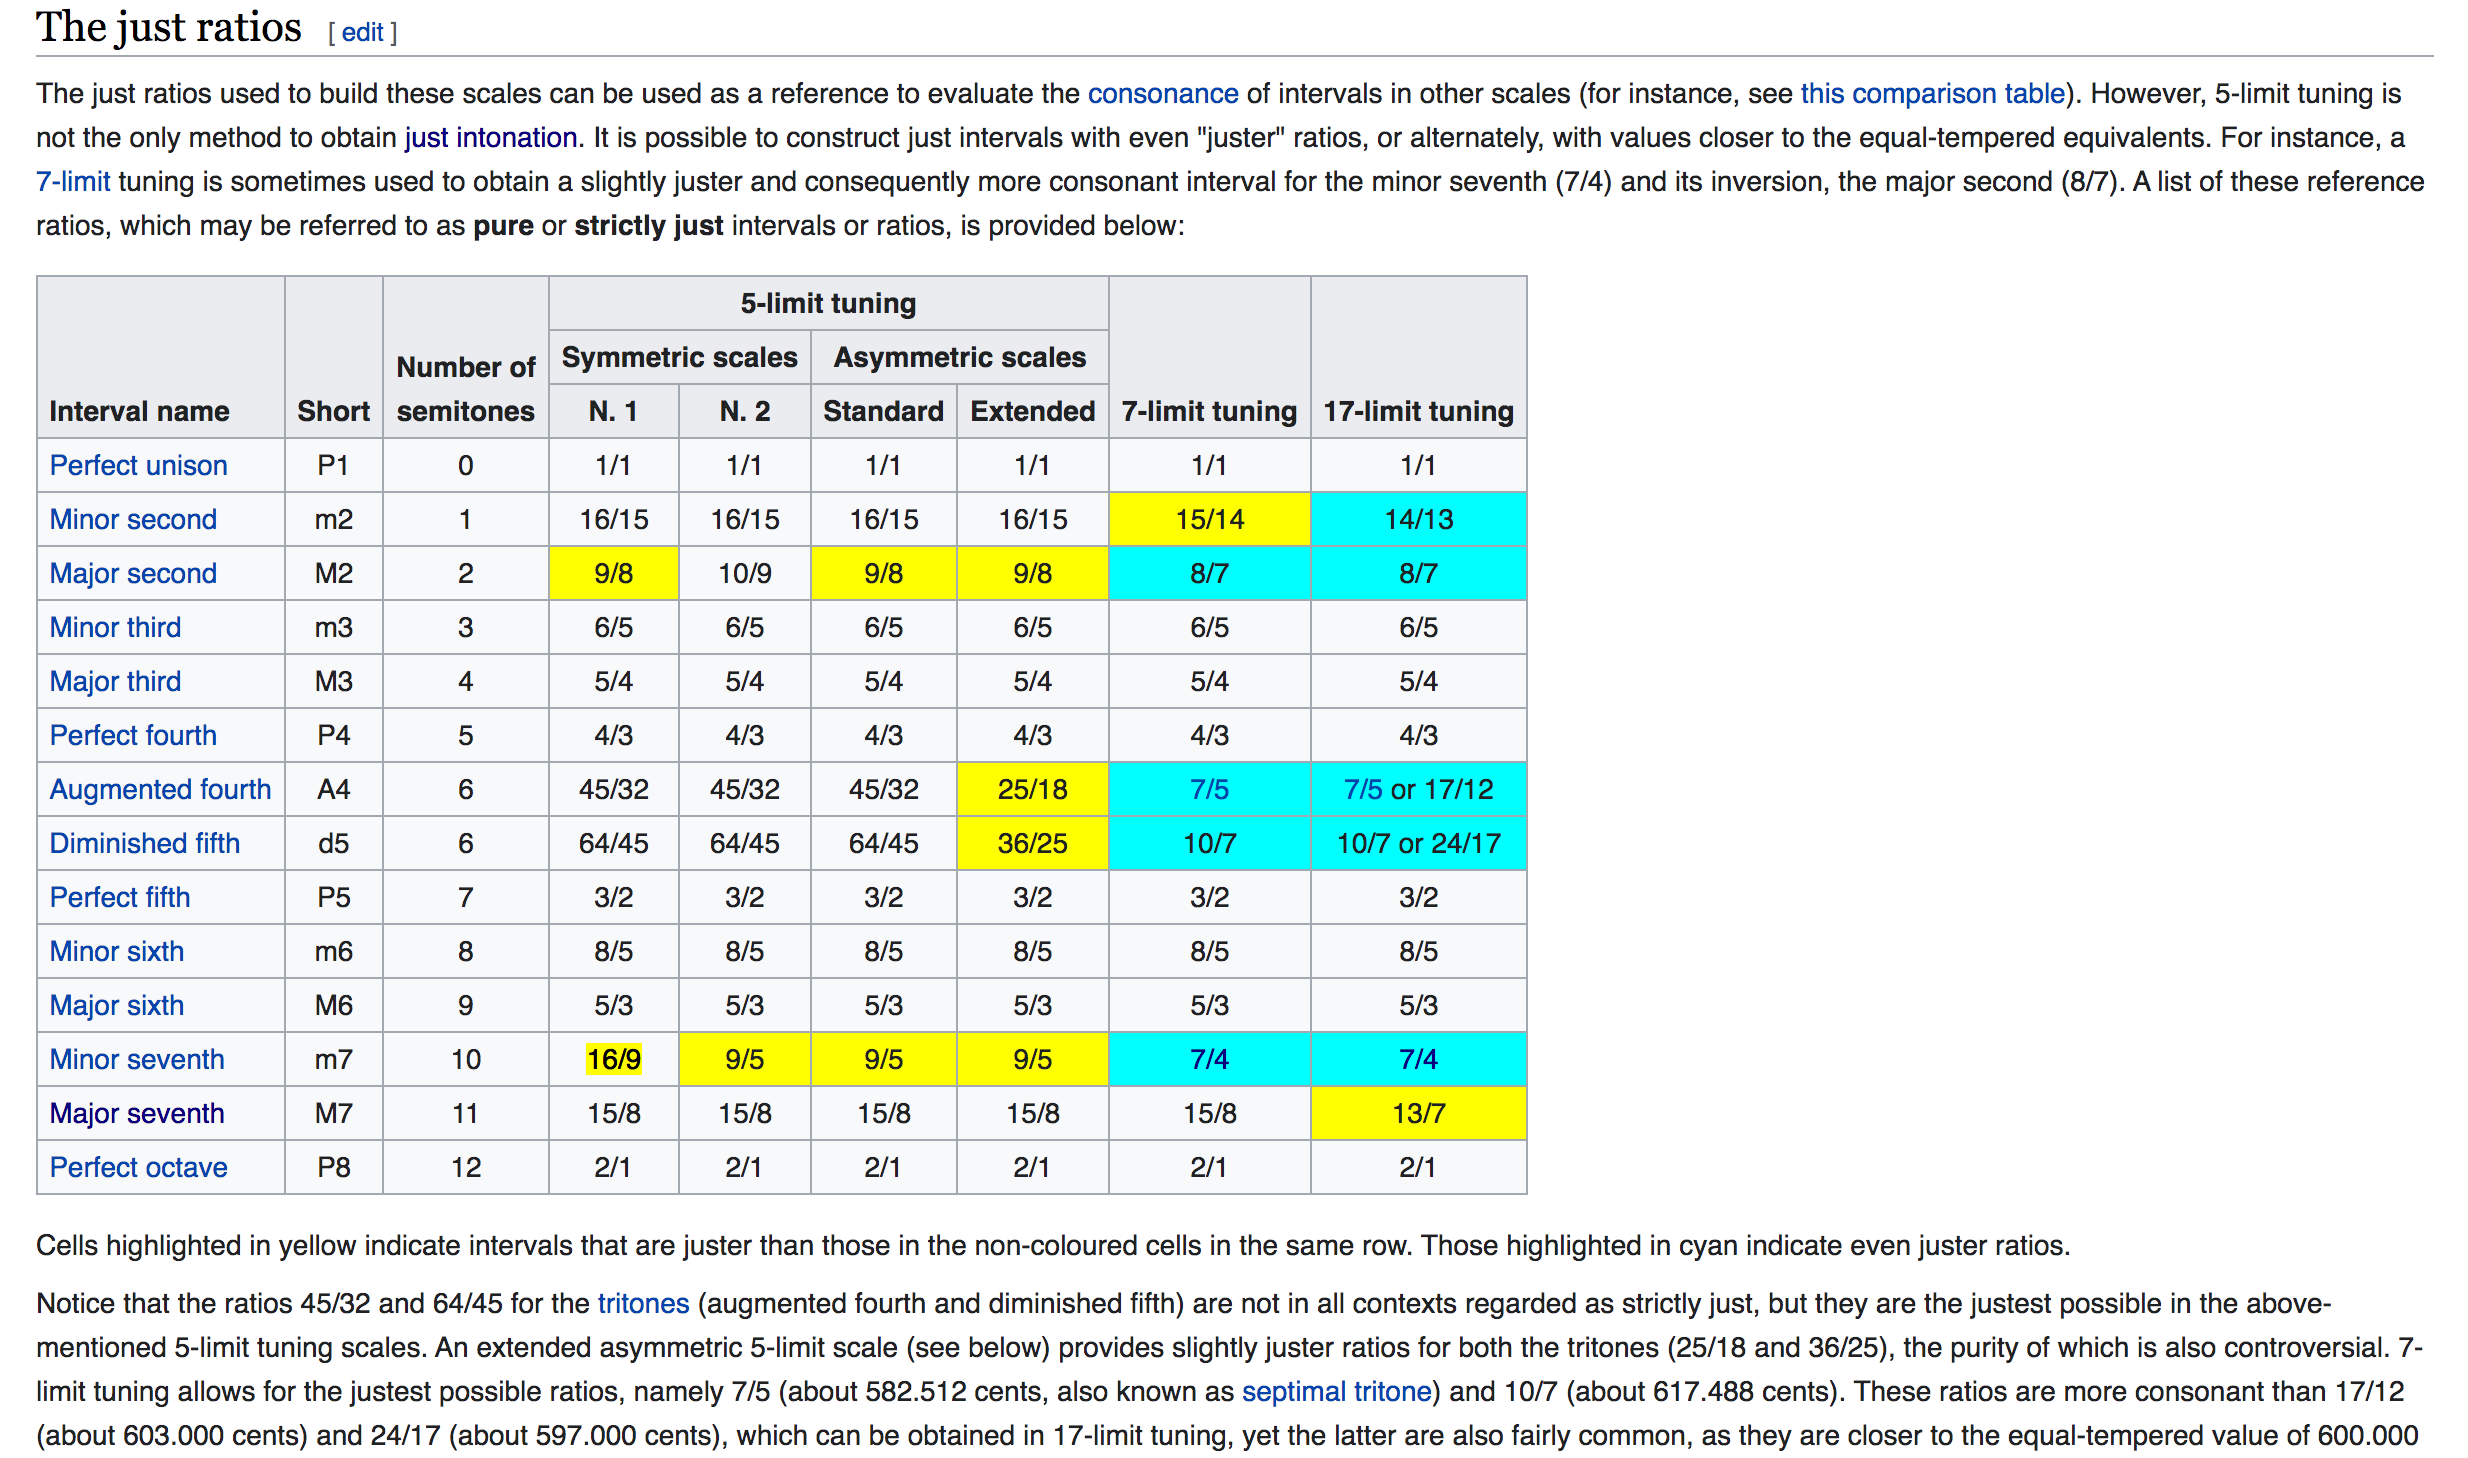 The just ratios [ edit ]
The just ratios used to build these scales can be used as a reference to evaluate the consonance of intervals in other scales (for instance, see this comparison table). However, 5-limit tuning is
not the only method to obtain just intonation. It is possible to construct just intervals with even "juster" ratios, or alternately, with values closer to the equal-tempered equivalents. For instance, a
7-limit tuning is sometimes used to obtain a slightly juster and consequently more consonant interval for the minor seventh (7/4) and its inversion, the major second (8/7). A list of these reference
ratios, which may be referred to as pure or strictly just intervals or ratios, is provided below:
5-limit tuning
Symmetric scales Asymmetric scales
Number of
Interval name Short semitones N. 1 N. 2 Standard Extended 7-limit tuning 17-limit tuning
Perfect unison P1 0 1/1 1/1 1/1 1/1 1/1 1/1
Minor second m2 1 16/15 16/15 16/15 16/15 15/14 14/13
Major second M2 2 9/8 10/9 9/8 9/8 8/7 8/7
Minor third m3 3 6/5 6/5 6/5 6/5 6/5 6/5
Major third M3 4 5/4 5/4 5/4 5/4 5/4 5/4
Perfect fourth P4 5 4/3 4/3 4/3 4/3 4/3 4/3
Augmented fourth A4 6 45/32 45/32 45/32 25/18 7/5 7/5 or 17/12
Diminished fifth d5 6 64/45 64/45 64/45 36/25 10/7 10/7 or 24/17
Perfect fifth P5 7 3/2 3/2 3/2 3/2 3/2 3/2
Minor sixth m6 8 8/5 8/5 8/5 8/5 8/5 8/5
Major sixth M6 9 5/3 5/3 5/3 5/3 5/3 5/3
Minor seventh m7 10 16/9 9/5 9/5 9/5 7/4 7/4
Major seventh M7 11 15/8 15/8 15/8 15/8 15/8 13/7
Perfect octave P8 12 2/1 2/1 2/1 2/1 2/1 2/1
Cells highlighted in yellow indicate intervals that are juster than those in the non-coloured cells in the same row. Those highlighted in cyan indicate even juster ratios.
Notice that the ratios 45/32 and 64/45 for the tritones (augmented fourth and diminished fifth) are not in all contexts regarded as strictly just, but they are the justest possible in the above-
mentioned 5-limit tuning scales. An extended asymmetric 5-limit scale (see below) provides slightly juster ratios for both the tritones (25/18 and 36/25), the purity of which is also controversial. 7-
limit tuning allows for the justest possible ratios, namely 7/5 (about 582.512 cents, also known as septimal tritone) and 10/7 (about 617.488 cents). These ratios are more consonant than 17/12
(about 603.000 cents) and 24/17 (about 597.000 cents), which can be obtained in 17-limit tuning, yet the latter are also fairly common, as they are closer to the equal-tempered value of 600.000